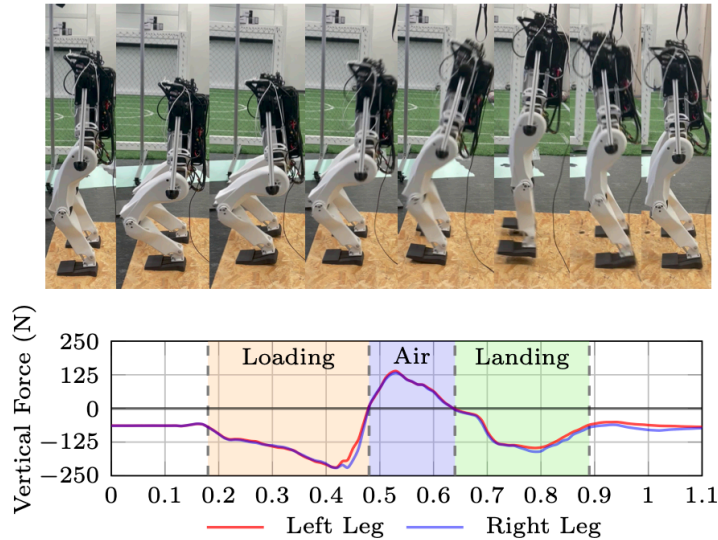 Vertical Force (N)
250
125
0
−125
−250
Loading
Air
Landing
0 0.1 0.2 0.3 0.4 0.5 0.6 0.7 0.8 0.9 1 1.1
Left Leg Right Leg